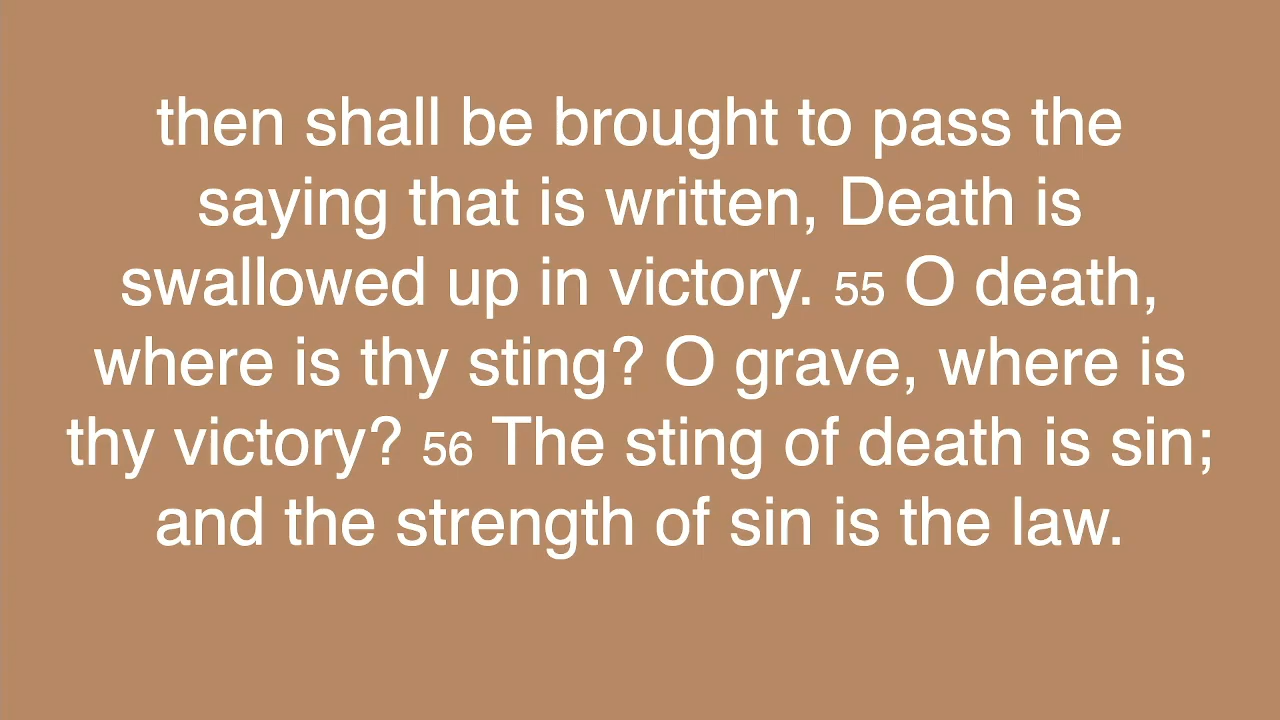 then shall be brought to pass the
saying that is written, Death is
swallowed up in victory. 55 O death,
where is thy sting? O grave, where is
thy victory? 56 The sting of death is sin;
and the strength of sin is the law.